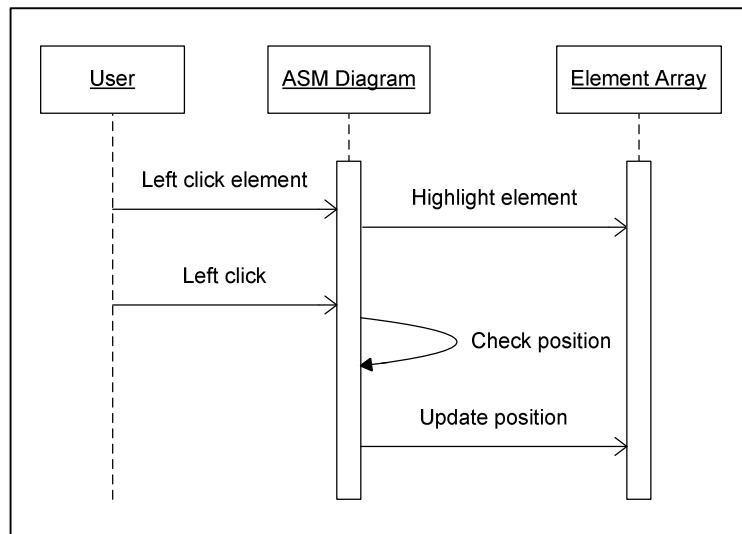 User
ASM Diagram
Element Array
Left click element
Highlight element
Left click
Check position
Update position